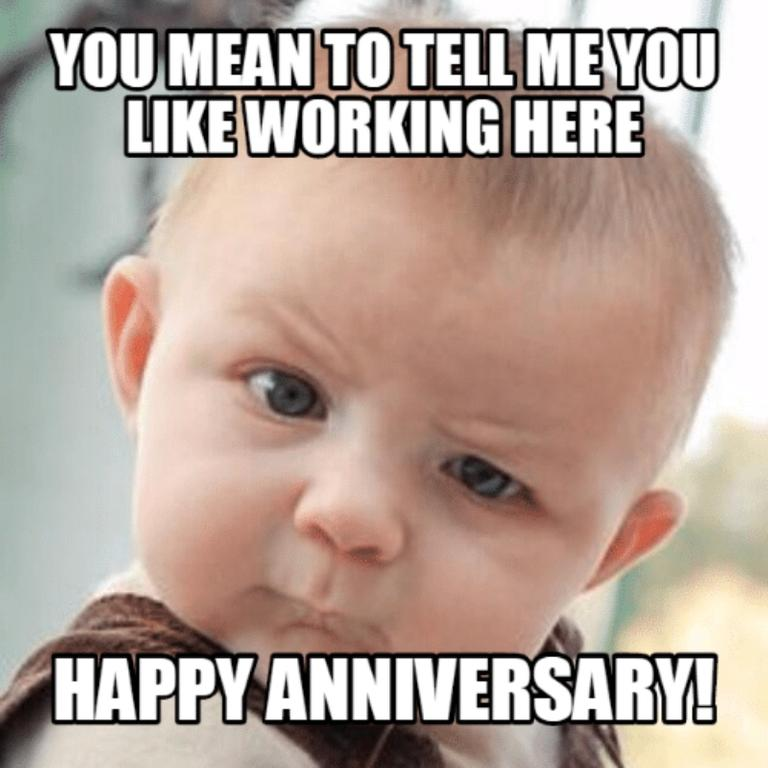 YOU MEAN TO TELL ME YOU
LIKE WORKING HERE
HAPPY ANNIVERSARY!